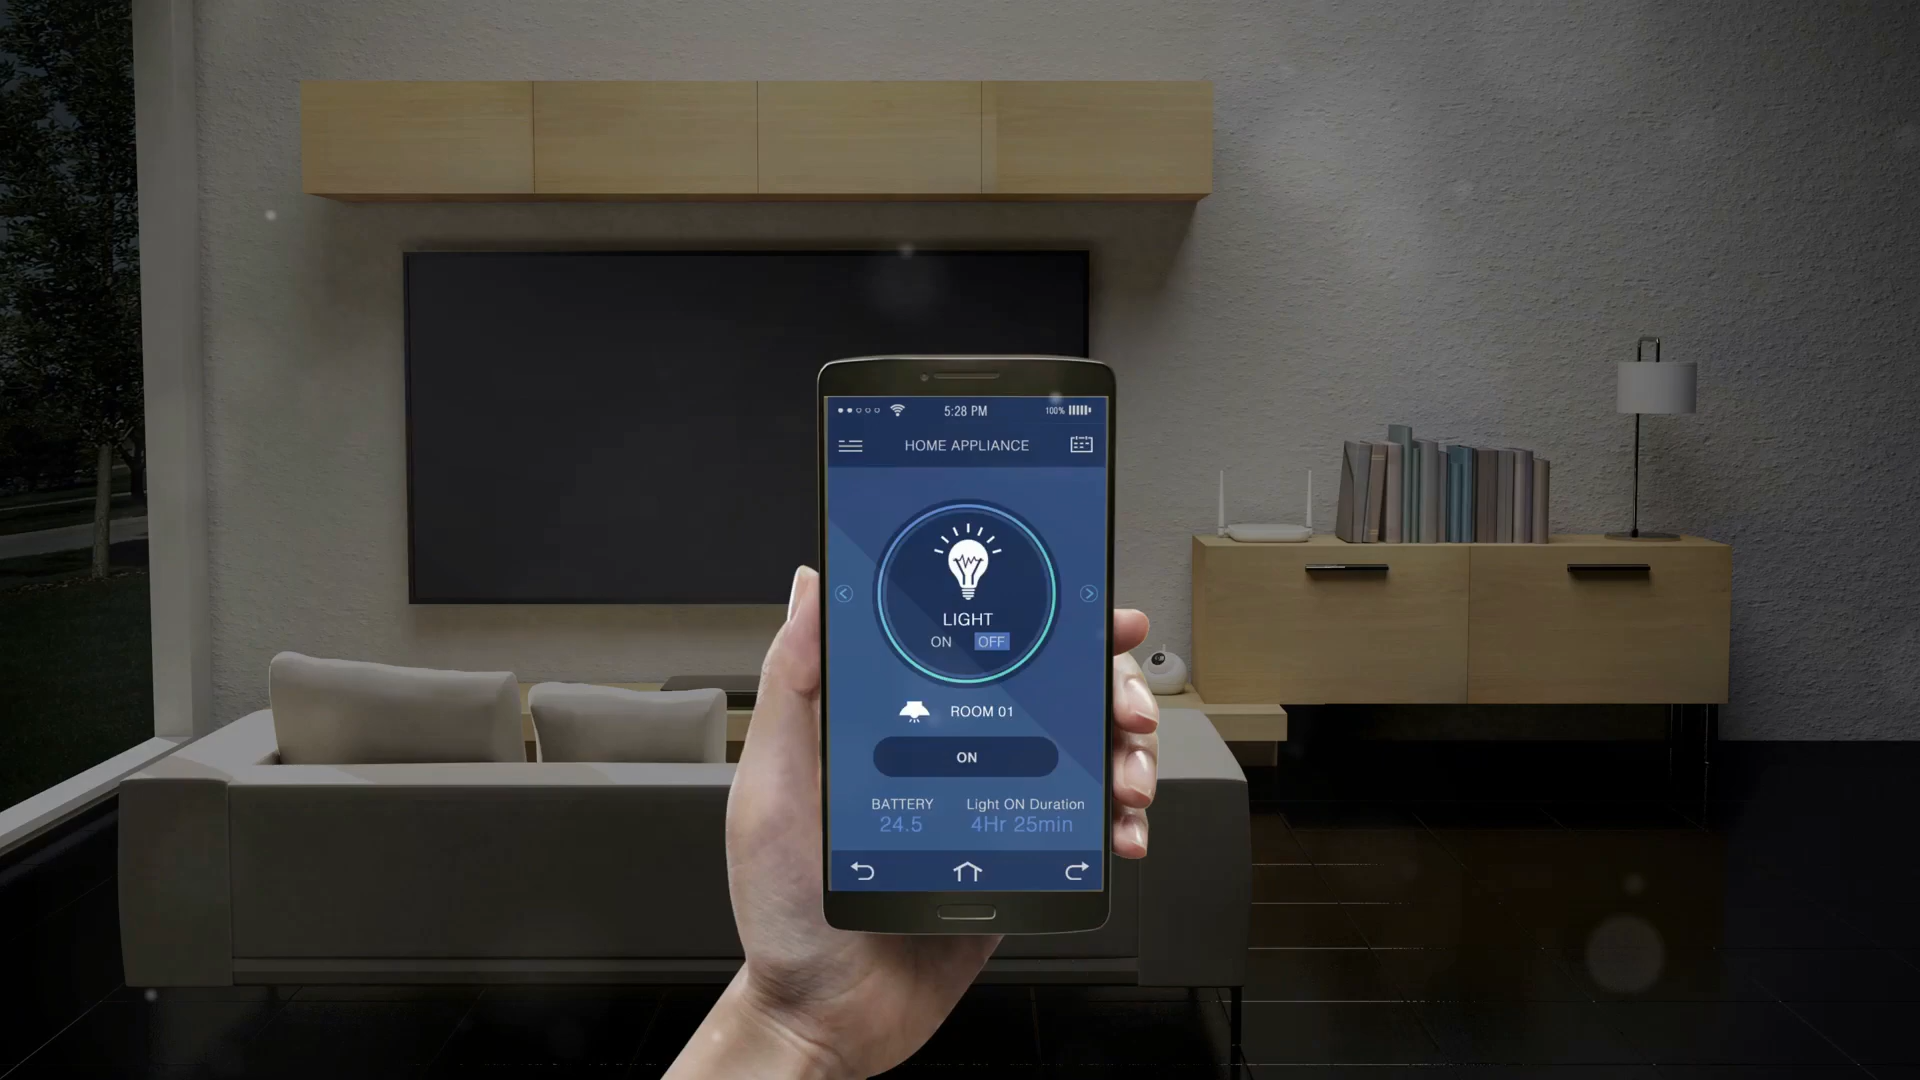 5:28 PM
100%
HOME APPLIANCE
LIGHT
ON OFF
ROOM 01
ON
BATTERY Light ON Duration
24.5 4Hr 25min